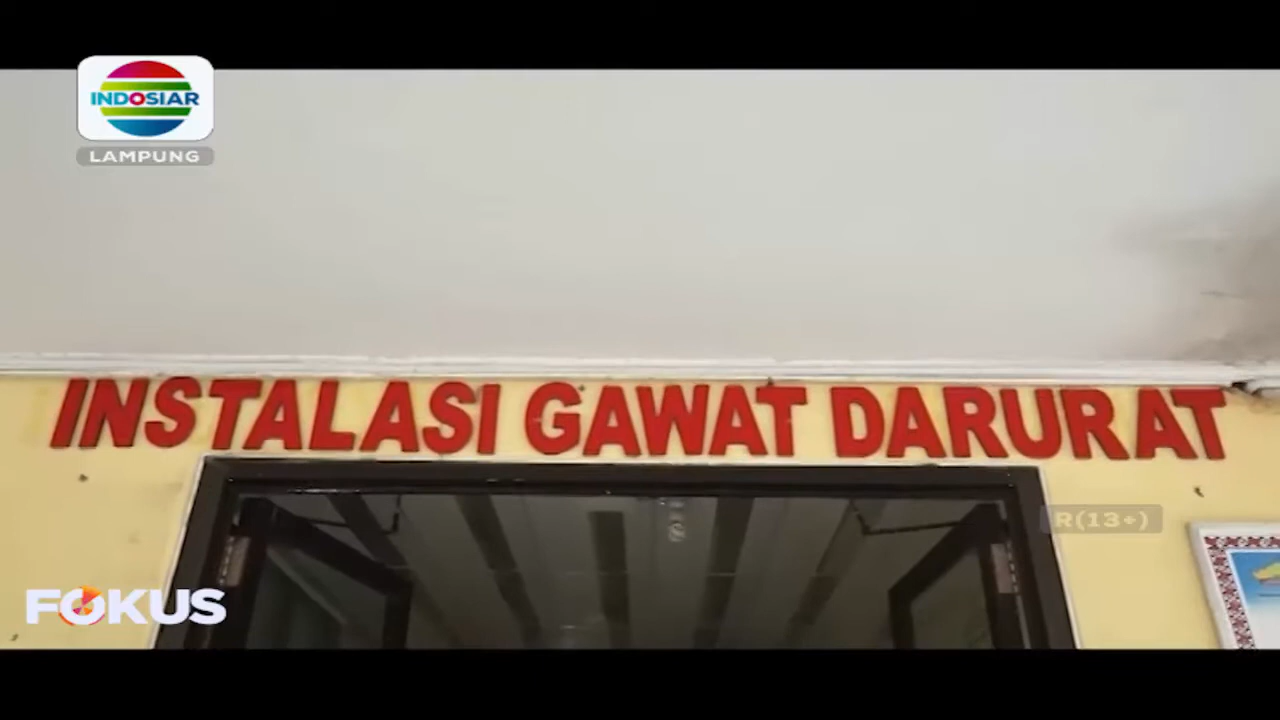 INDOSIAR
LAMPUNG
INSTALASI GAWAT DARURAT
R(13+)
FOKUS